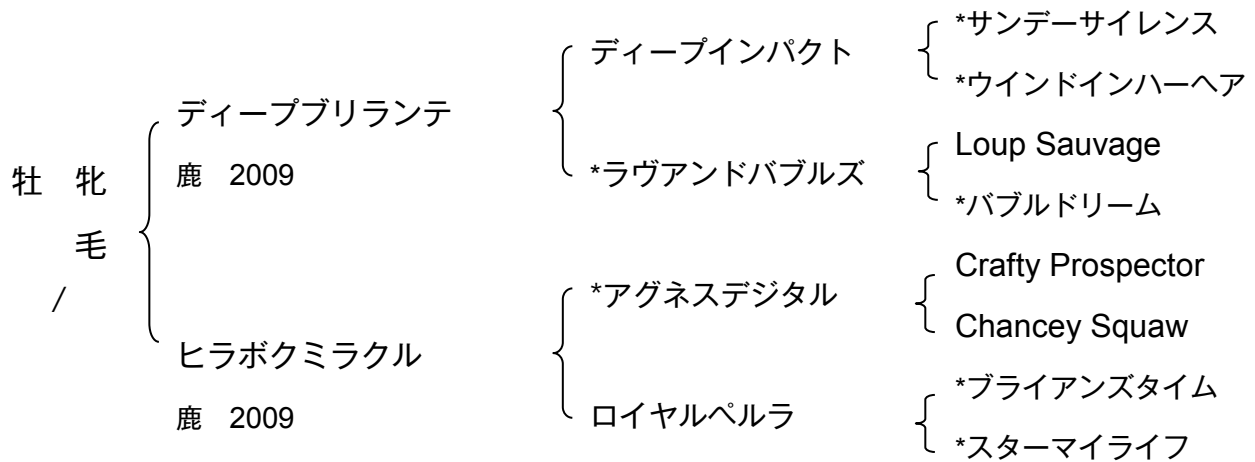 牡 牝
毛
/
ディープブリランテ
鹿 2009
ヒラボクミラクル
鹿 2009
ディープインパクト
*ラヴアンドバブルズ
*アグネスデジタル
ロイヤルペルラ
*サンデーサイレンス
*ウインドインハーヘア
Loup Sauvage
*バブルドリーム
Crafty Prospector
Chancey Squaw
*ブライアンズタイム
*スターマイライフ